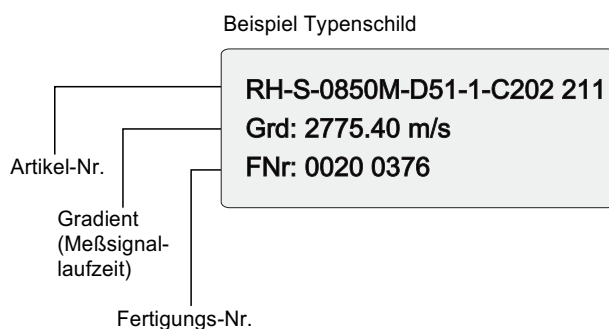 Beispiel Typenschild
RH-S-0850M-D51-1-C202 211
Grd: 2775.40 m/s
FNr: 0020 0376
Artikel-Nr.
Gradient
(Meßsignal-
laufzeit)
Fertigungs-Nr.